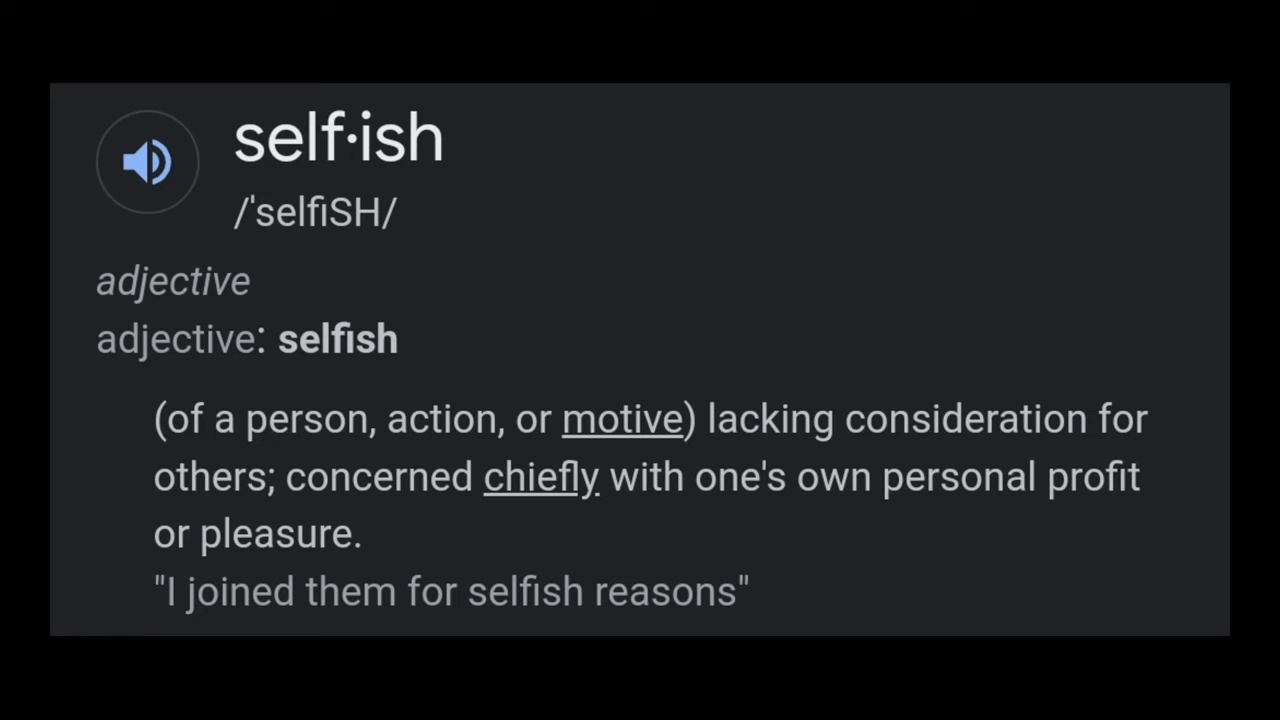 self·ish
/ˈselfiSH/
adjective
adjective: selfish
(of a person, action, or motive) lacking consideration for
others; concerned chiefly with one's own personal profit
or pleasure.
"I joined them for selfish reasons"